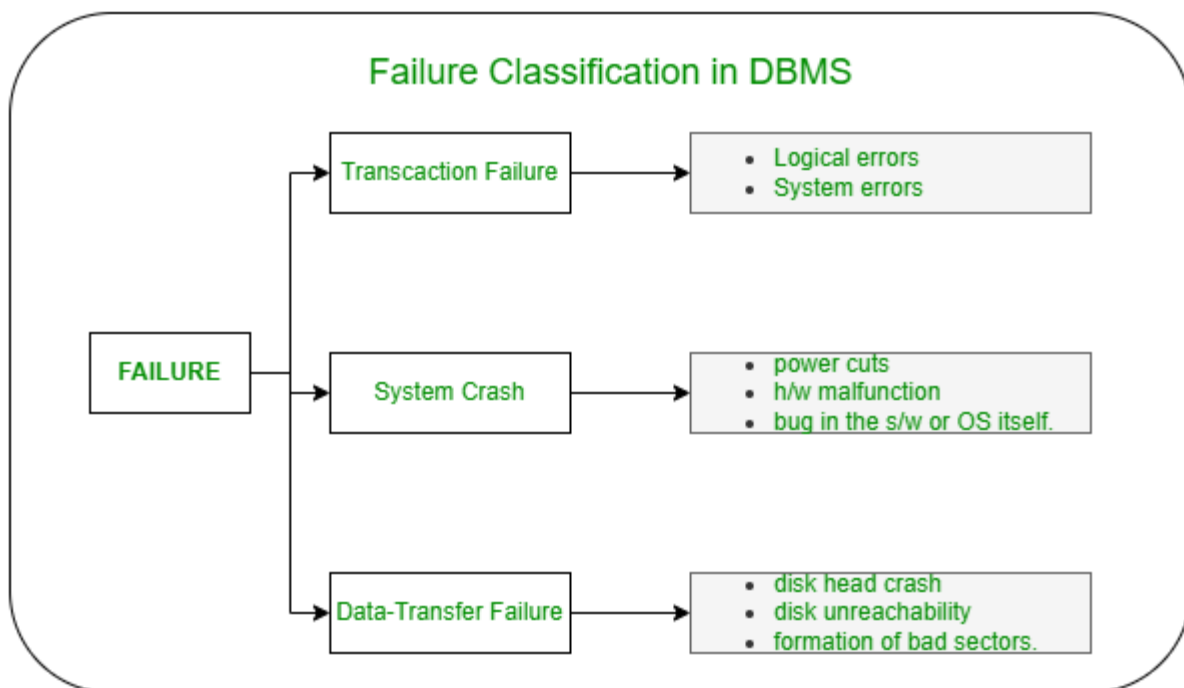 Failure Classification in DBMS
Transcaction Failure
• Logical errors
• System errors
FAILURE
System Crash
• power cuts
• h/w malfunction
• bug in the s/w or OS itself.
Data-Transfer Failure
• disk head crash
• disk unreachability
• formation of bad sectors.